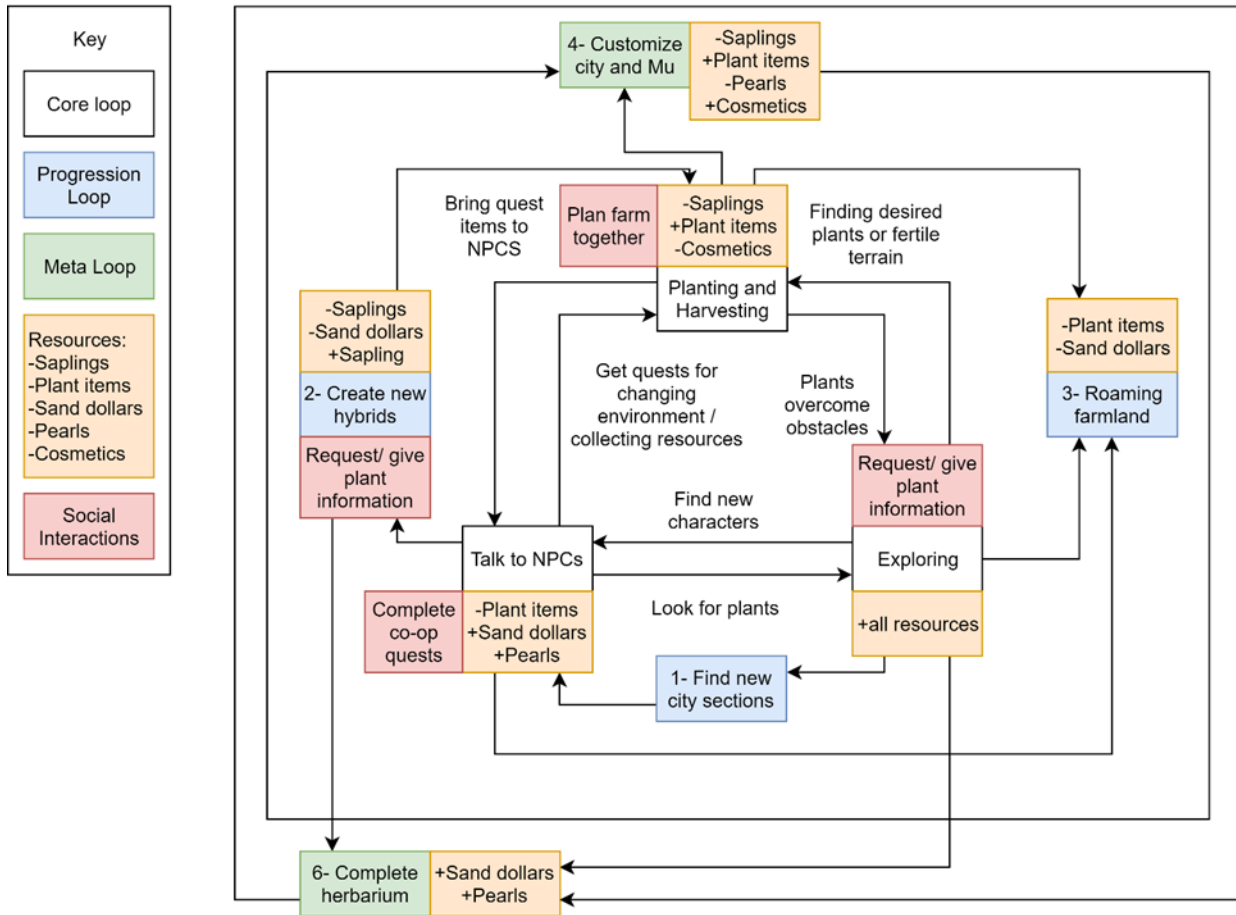 Key
Core loop
Progression
Loop
Meta Loop
Resources:
-Saplings
-Plant items
-Sand dollars
-Pearls
-Cosmetics
Social
Interactions
4- Customize
city and Mu
-Saplings
+Plant items
-Pearls
+Cosmetics
Bring quest
items to
NPCS
Plan farm
together
-Saplings
+Plant items
-Cosmetics
Planting and
Harvesting
Finding desired
plants or fertile
terrain
-Saplings
-Sand dollars
+Sapling
2- Create new
hybrids
Request/ give
plant
information
Get quests for
changing
environment /
collecting resources
Plants
overcome
obstacles
-Plant items
-Sand dollars
3- Roaming
farmland
Request/ give
plant
information
Exploring
+all resources
Find new
characters
Talk to NPCs
Complete
co-op
quests
-Plant items
+Sand dollars
+Pearls
Look for plants
1- Find new
city sections
6- Complete
herbarium
+Sand dollars
+Pearls